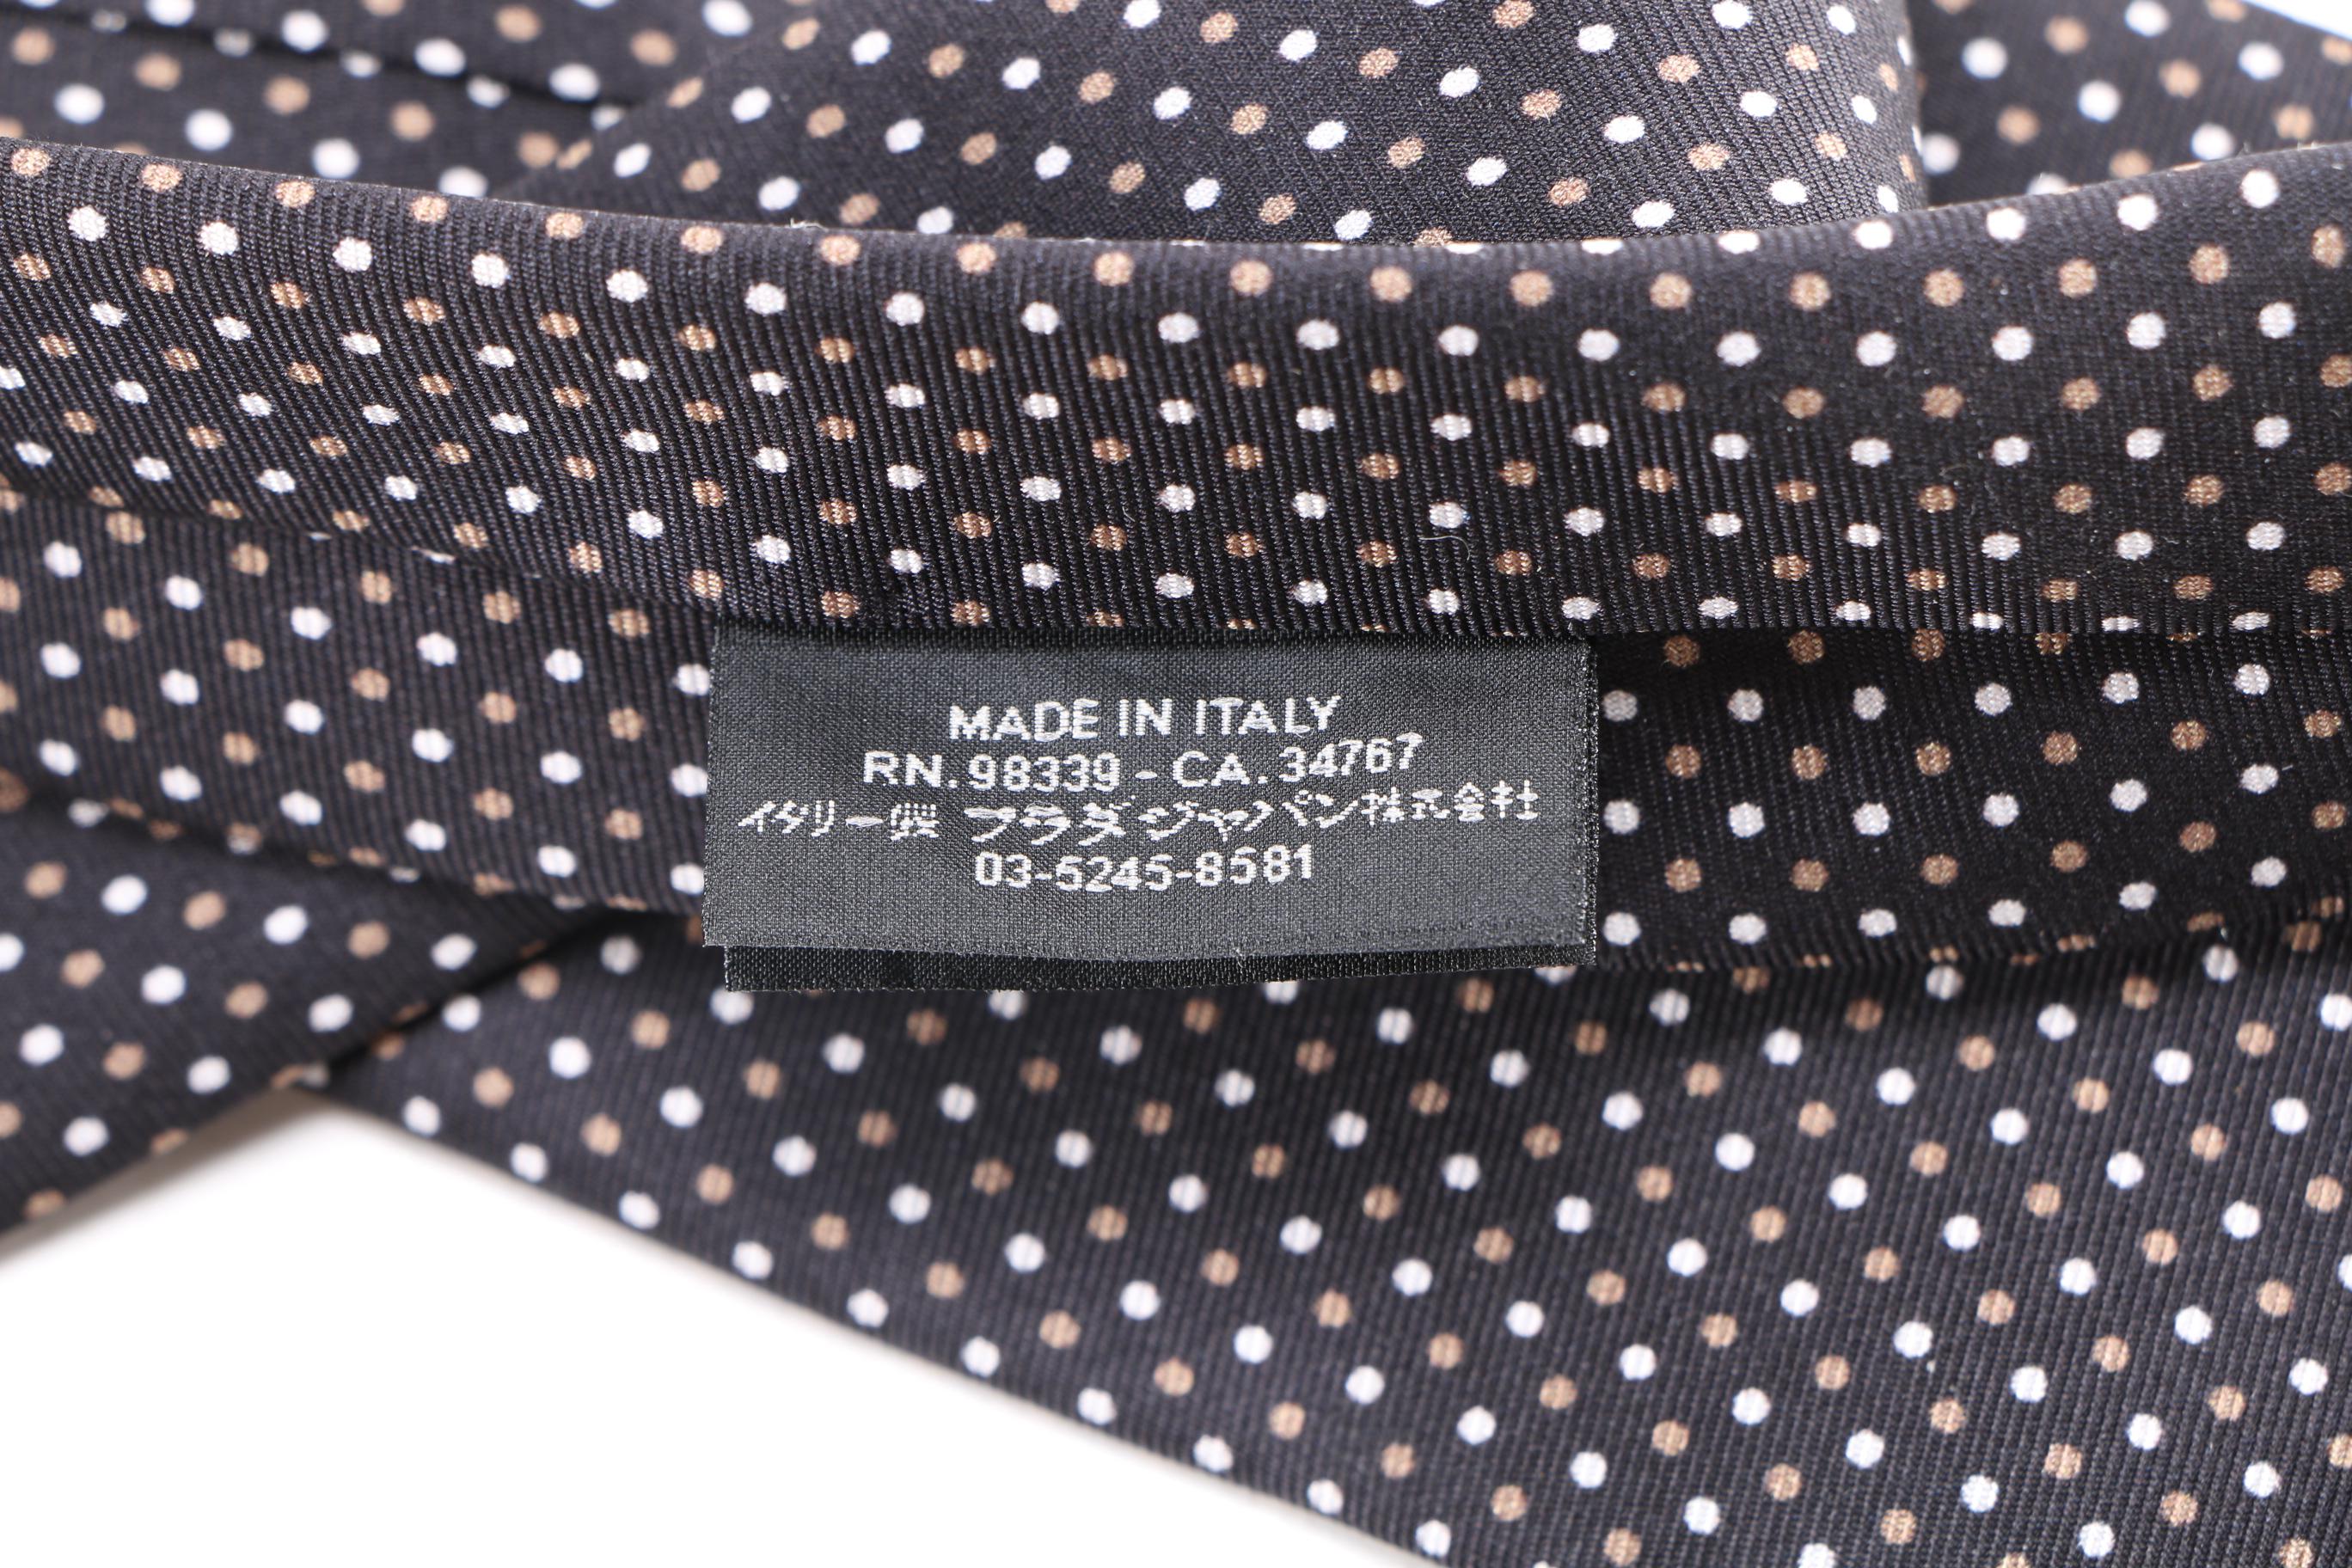 MADE IN ITALY
RN.98339 - CA.34767
イタリー製 プラダジャパン株式会社
03-5245-8581